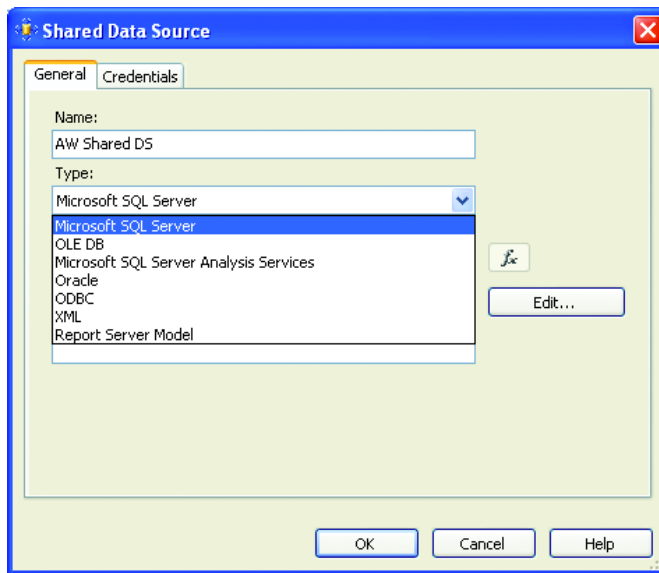 Shared Data Source
General Credentials
Name:
AW Shared DS
Type:
Microsoft SQL Server
Microsoft SQL Server
OLE DB
Microsoft SQL Server Analysis Services
Oracle
ODBC
XML
Report Server Model
fx
Edit...
OK Cancel Help